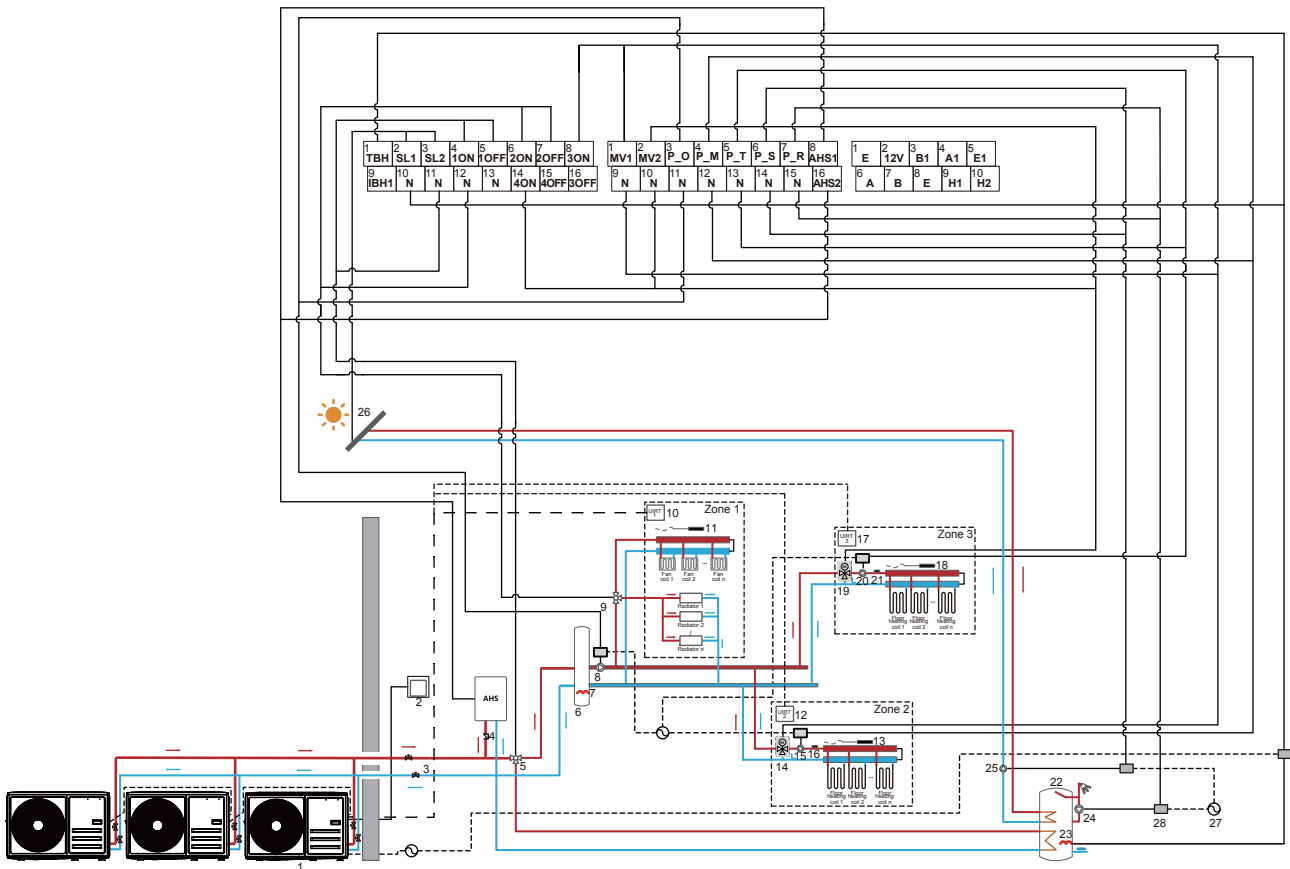 1 2 3 4 5 6 7 8
TBH SL1 SL2 1ON 1OFF 2ON 2OFF 3ON
9 10 11 12 13 14 15 16
IBH1 N N N N 4ON 4OFF 3OFF
1 2 3 4 5 6 7 8
MV1 MV2 P_O P_M P_T P_S P_R AHS1
9 10 11 12 13 14 15 16
N N N N N N N AHS2
1 2 3 4 5
E 12V B1 A1 E1
6 7 8 9 10
A B E H1 H2
26
UIRT
1
10
Zone 1
11
Fan
coil 1
Fan
coil 2
...
Fan
coil n
9
Radiator 1
Radiator 2
Radiator n
8
7
6
UIRT
3
17
Zone 3
18
19
20
21
Floor
heating
coil 1
Floor
heating
coil 2
...
Floor
heating
coil n
AHS
2
4
5
3
UIRT
2
12
Zone 2
13
14
15
16
Floor
heating
coil 1
Floor
heating
coil 2
...
Floor
heating
coil n
25
22
24
23
28
27
1